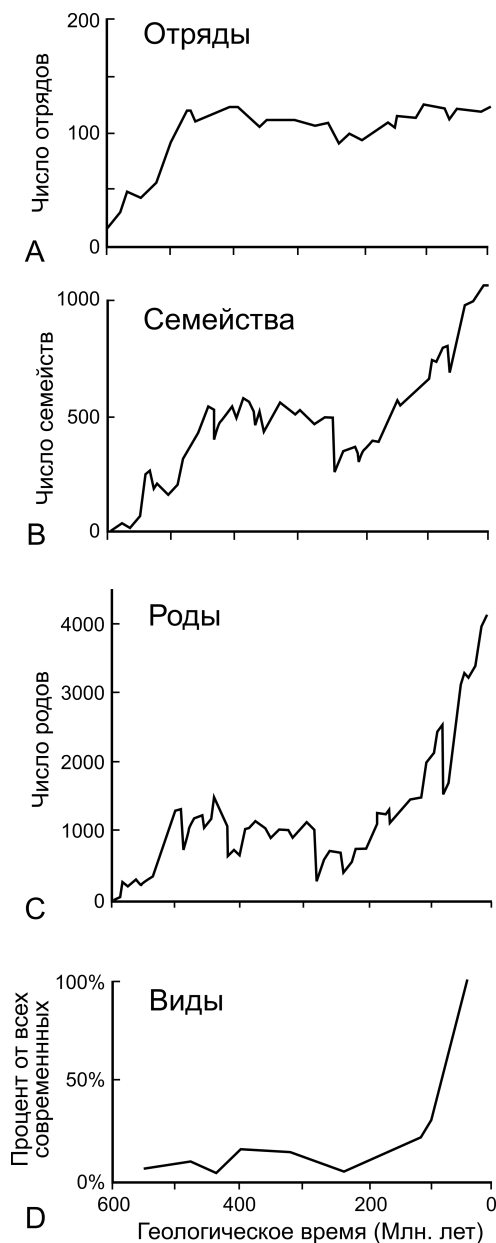 200
Отряды
Число отрядов
100
0
A
1000
Семейства
Число семейств
500
0
B
Роды
4000
Число родов
3000
2000
1000
0
C
100%
Виды
Процент от всех
современнных
50%
0%
D
600
400
200
0
Геологическое время (Млн. лет)